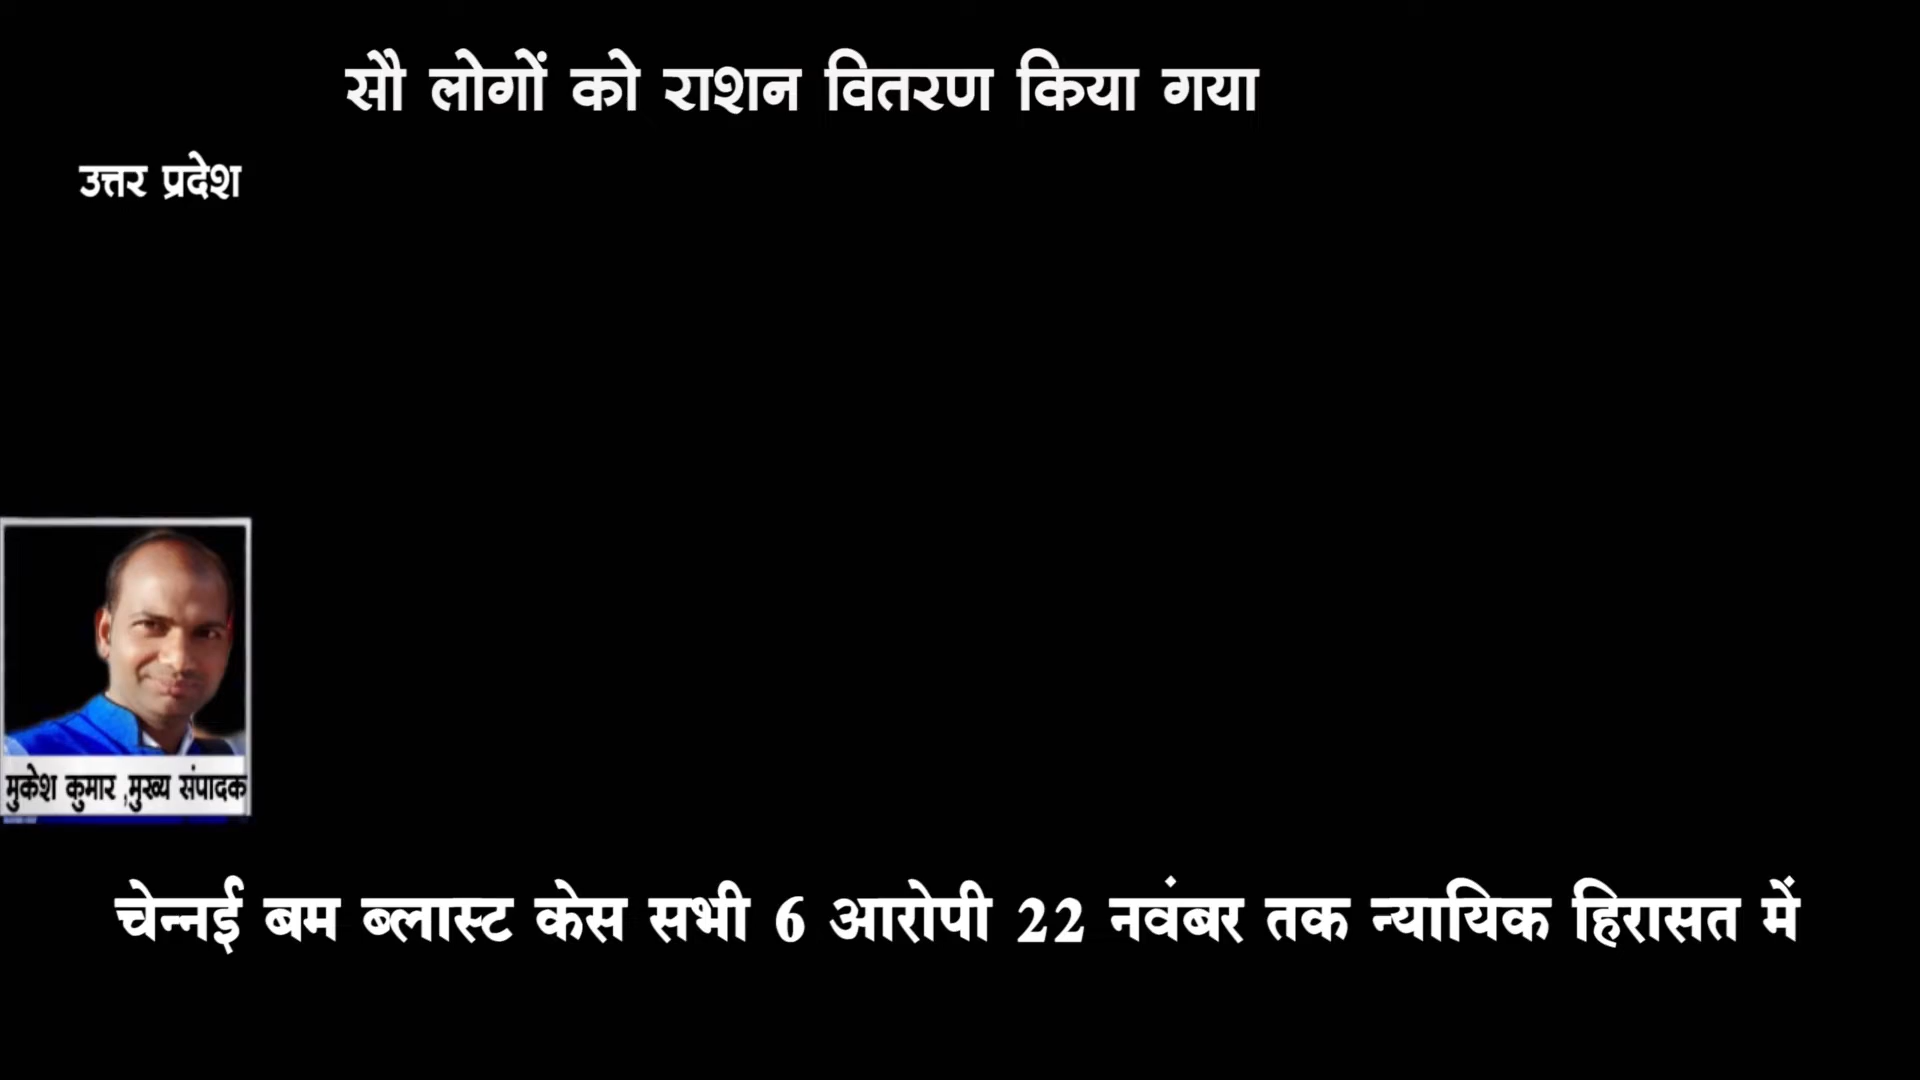 सौ लोगों को राशन वितरण किया गया
उत्तर प्रदेश
मुकेश कुमार ,मुख्य संपादक
चेन्नई बम ब्लास्ट केस सभी 6 आरोपी 22 नवंबर तक न्यायिक हिरासत में